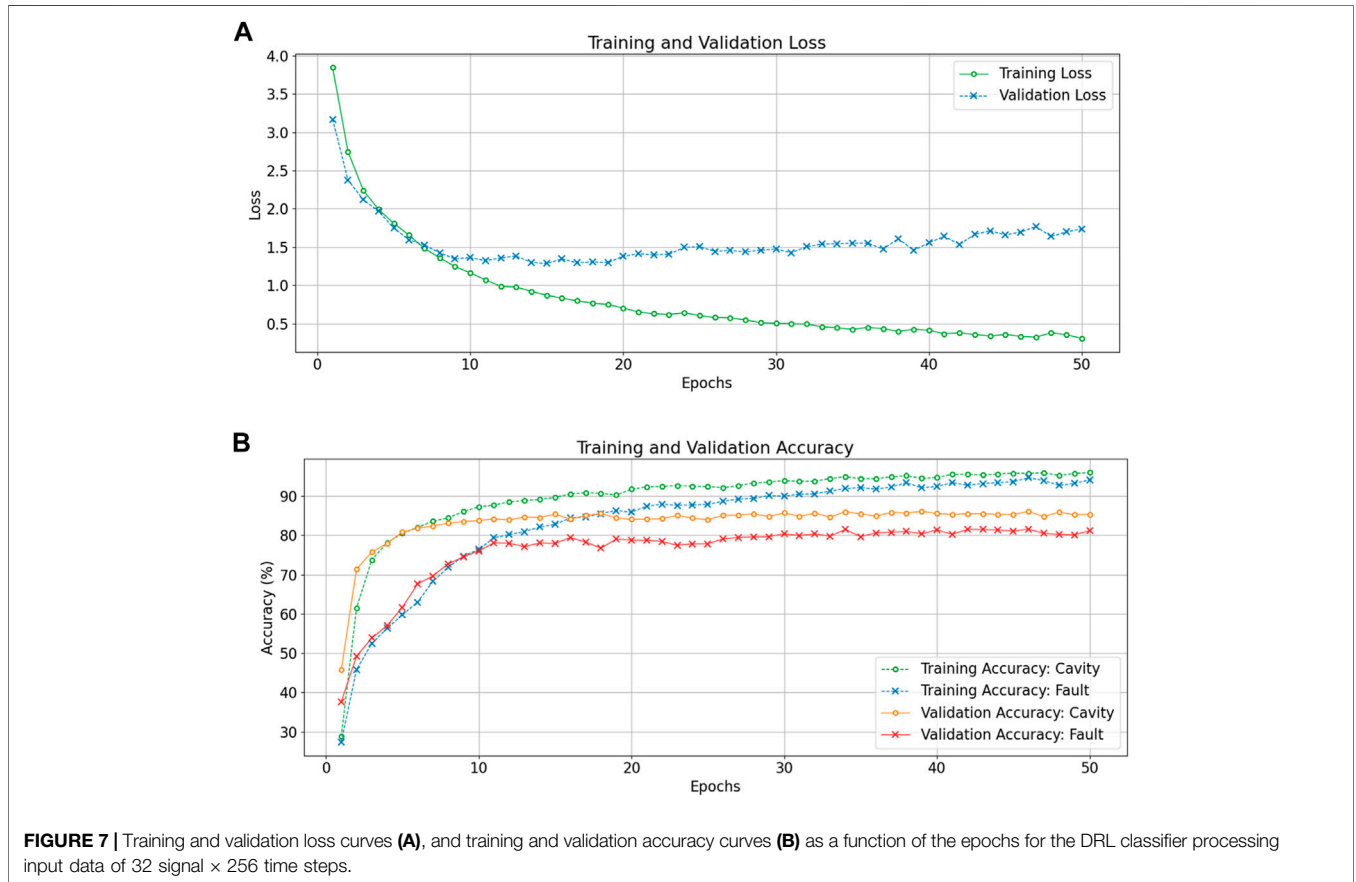 A
Training and Validation Loss
4.0
3.5
3.0
2.5
2.0
1.5
1.0
0.5
Loss
Training Loss
Validation Loss
0 10 20 30 40 50
Epochs
B
Training and Validation Accuracy
90
80
70
60
50
40
30
Accuracy (%)
Training Accuracy: Cavity
Training Accuracy: Fault
Validation Accuracy: Cavity
Validation Accuracy: Fault
0 10 20 30 40 50
Epochs
FIGURE 7 | Training and validation loss curves (A), and training and validation accuracy curves (B) as a function of the epochs for the DRL classifier processing
input data of 32 signal × 256 time steps.